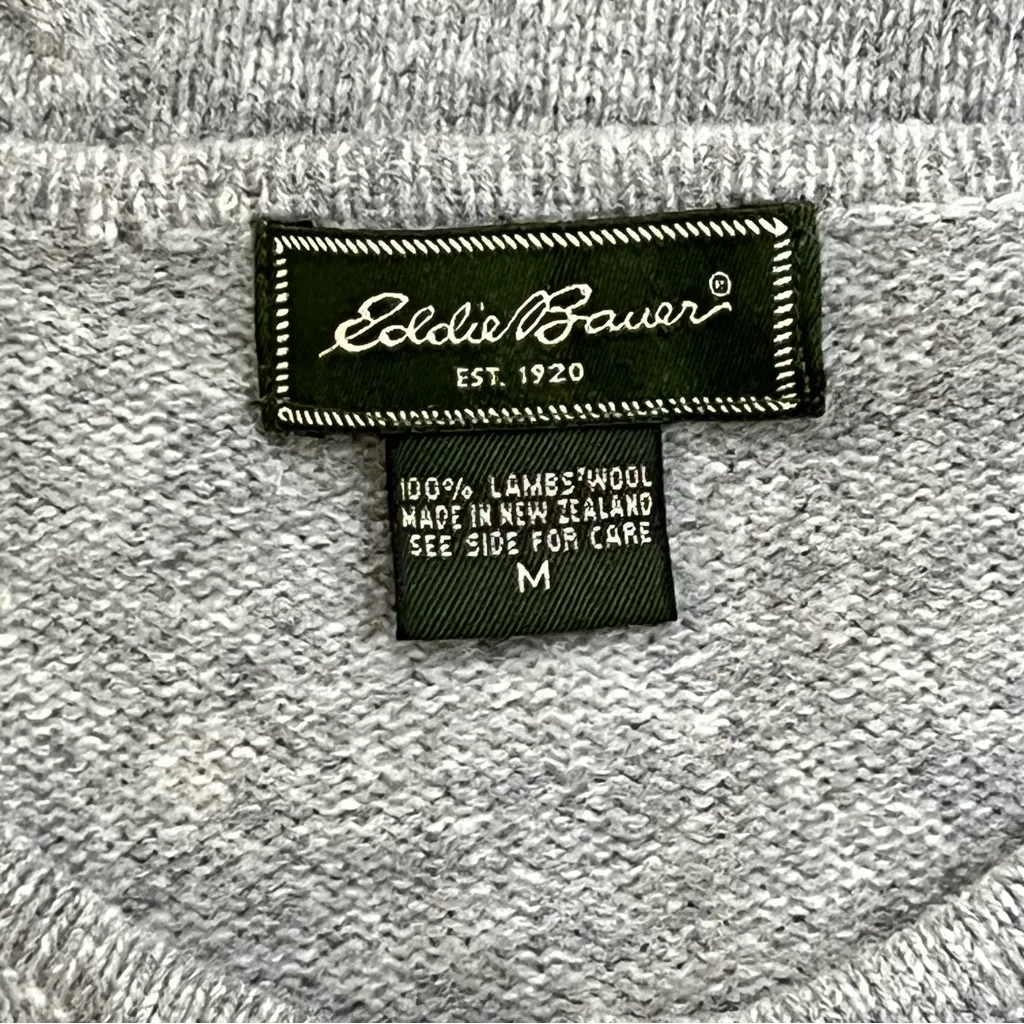 Eddie Bauer®
EST. 1920
100% LAMBS' WOOL
MADE IN NEW ZEALAND
SEE SIDE FOR CARE
M